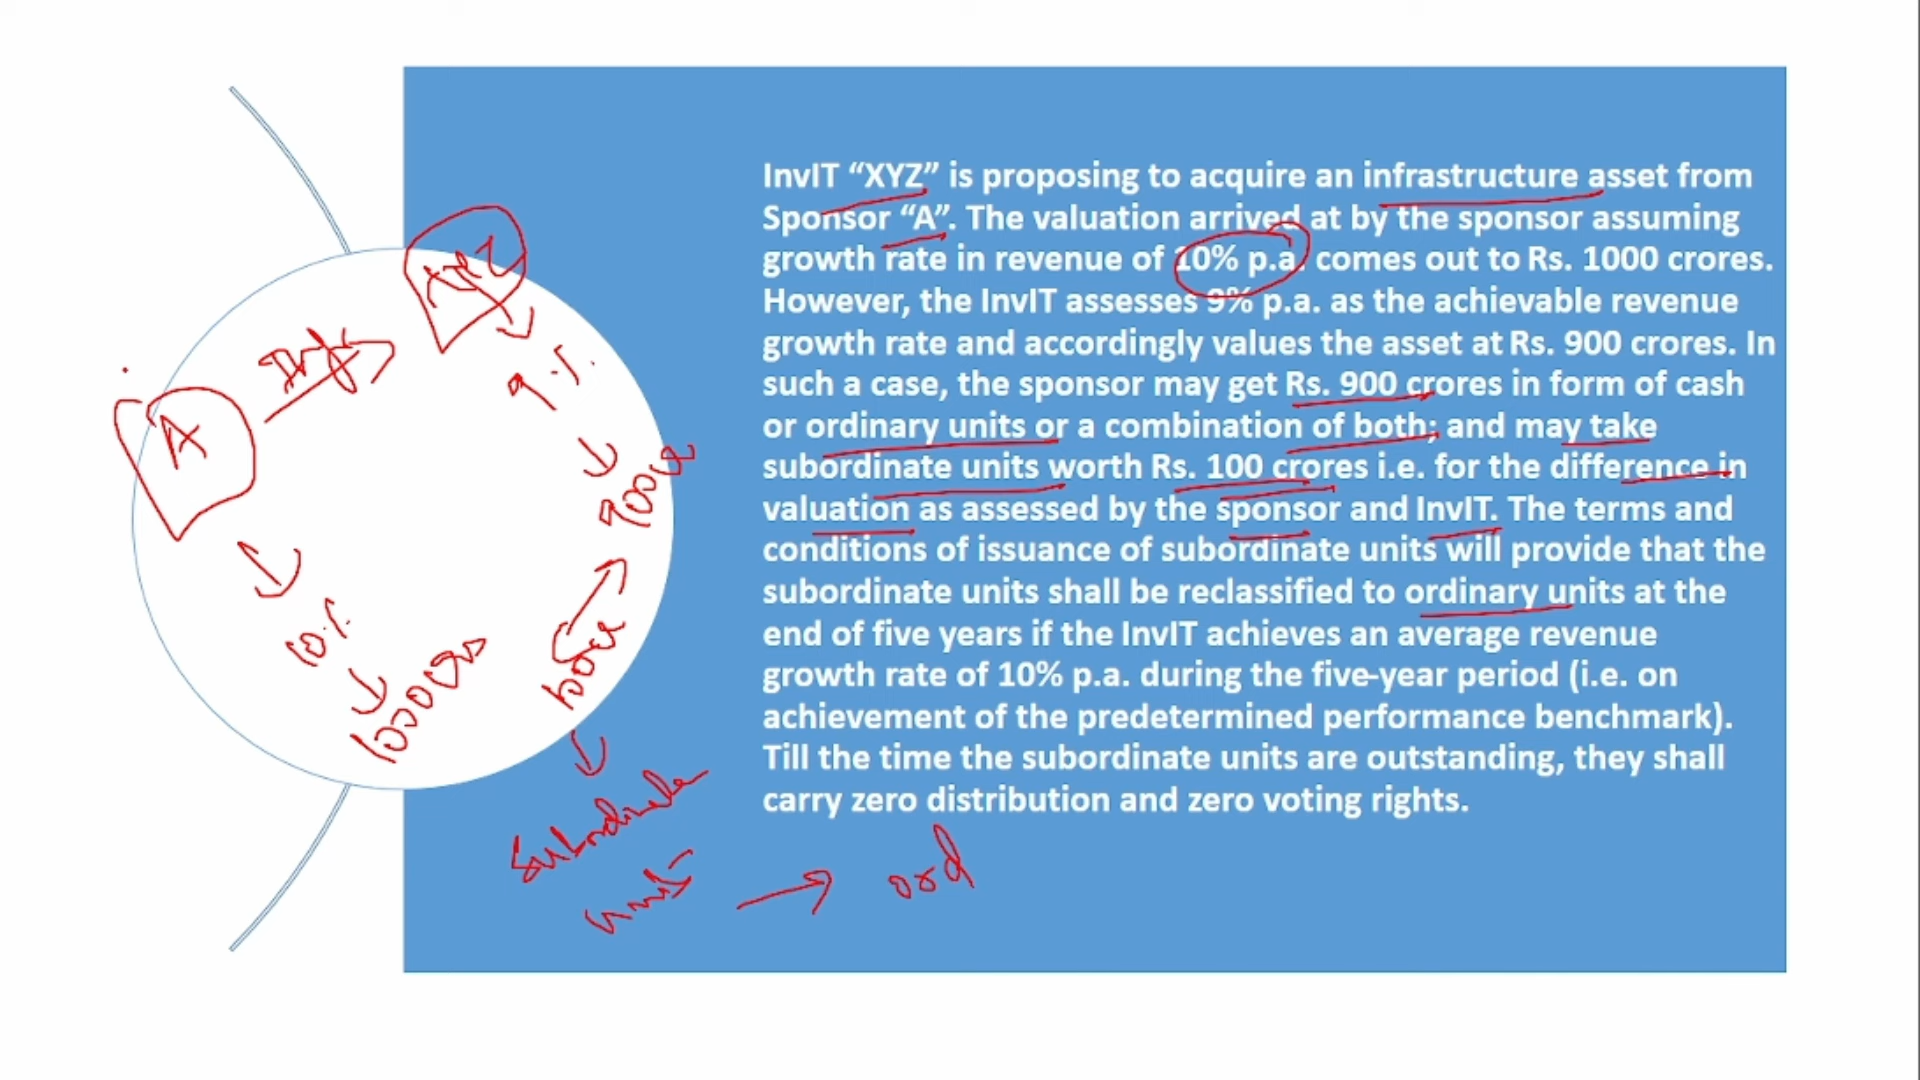 InvIT “XYZ” is proposing to acquire an infrastructure asset from
Sponsor “A”. The valuation arrived at by the sponsor assuming
growth rate in revenue of 10% p.a. comes out to Rs. 1000 crores.
However, the InvIT assesses 9% p.a. as the achievable revenue
growth rate and accordingly values the asset at Rs. 900 crores. In
such a case, the sponsor may get Rs. 900 crores in form of cash
or ordinary units or a combination of both; and may take
subordinate units worth Rs. 100 crores i.e. for the difference in
valuation as assessed by the sponsor and InvIT. The terms and
conditions of issuance of subordinate units will provide that the
subordinate units shall be reclassified to ordinary units at the
end of five years if the InvIT achieves an average revenue
growth rate of 10% p.a. during the five-year period (i.e. on
achievement of the predetermined performance benchmark).
Till the time the subordinate units are outstanding, they shall
carry zero distribution and zero voting rights.
A
10%
9%
900cr
100cr
subordinate
units
ord